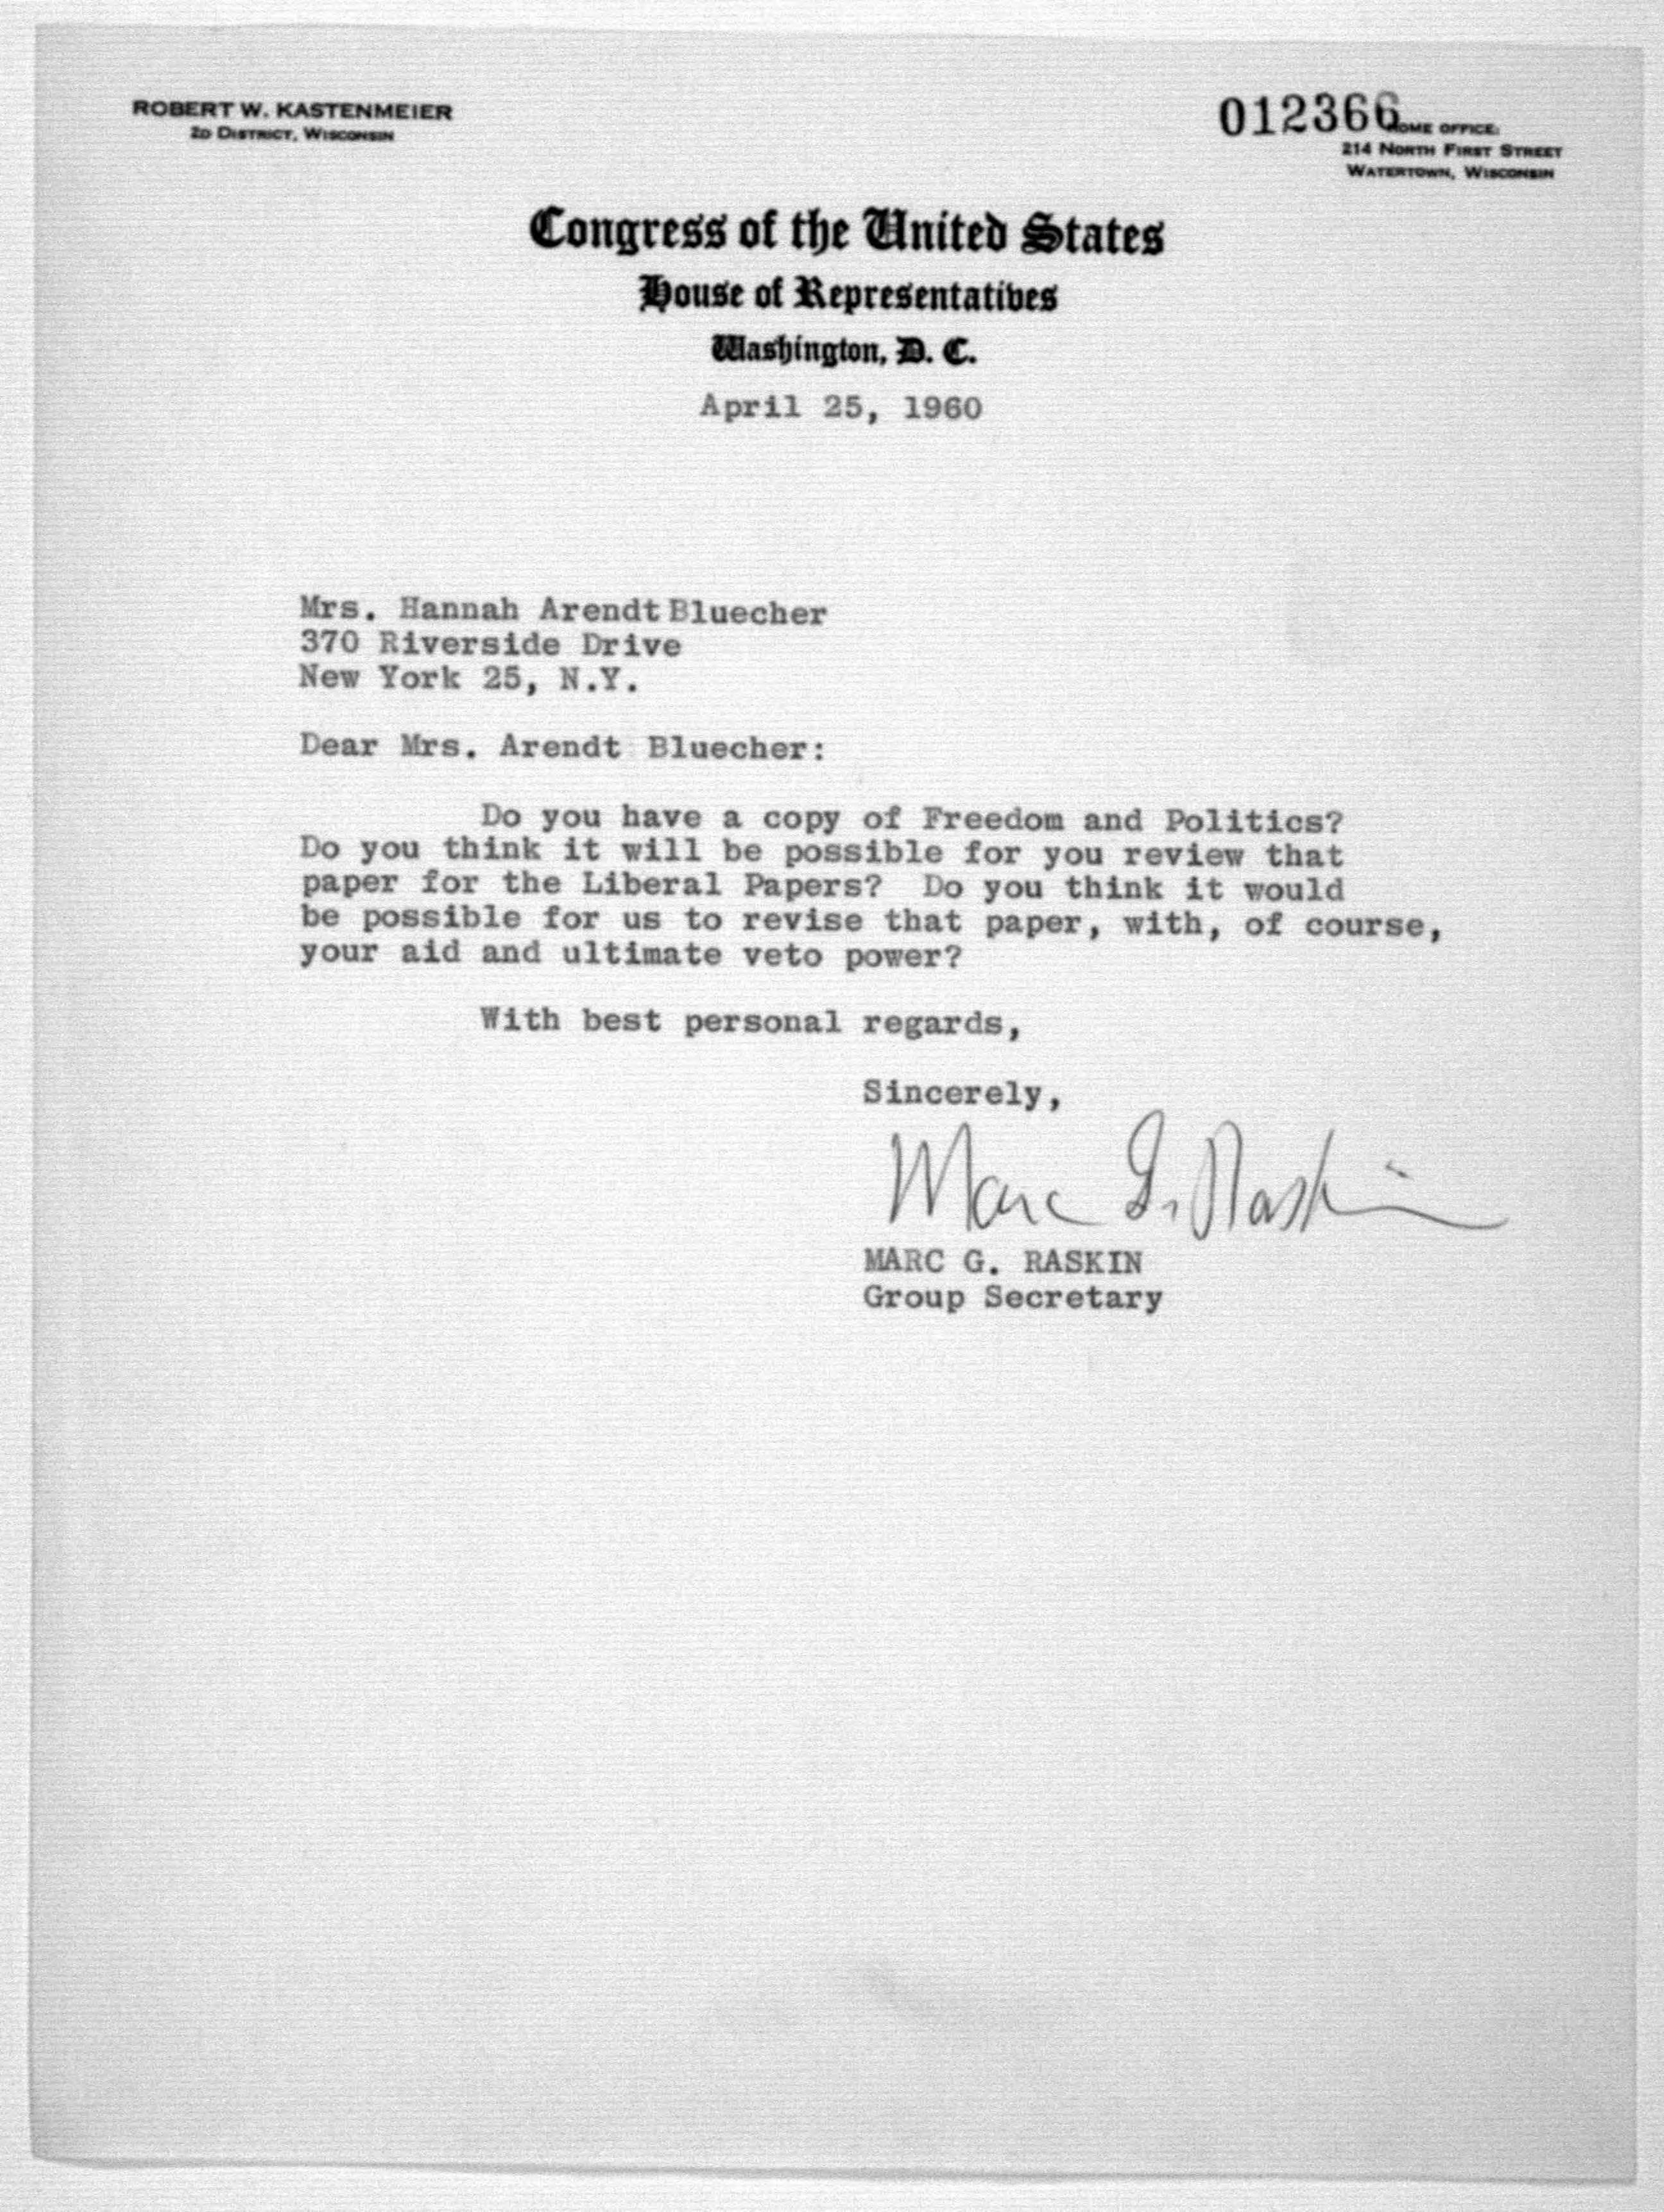 ROBERT W. KASTENMEIER
2D DISTRICT, WISCONSIN
012366
HOME OFFICE:
214 NORTH FIRST STREET
WATERTOWN, WISCONSIN
Congress of the United States
House of Representatives
Washington, D. C.
April 25, 1960
Mrs. Hannah Arendt Bluecher
370 Riverside Drive
New York 25, N.Y.
Dear Mrs. Arendt Bluecher:
Do you have a copy of Freedom and Politics?
Do you think it will be possible for you review that
paper for the Liberal Papers? Do you think it would
be possible for us to revise that paper, with, of course,
your aid and ultimate veto power?
With best personal regards,
Sincerely,
Marc G. Raskin
MARC G. RASKIN
Group Secretary